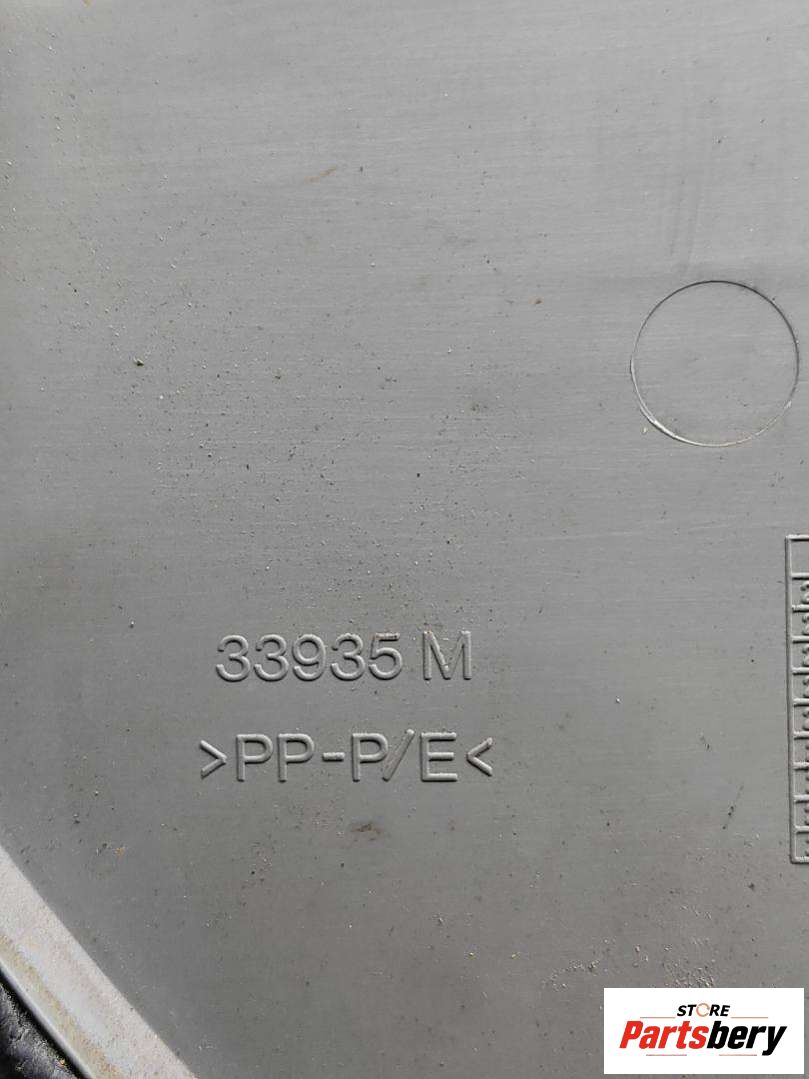 33935 M
>PP-P/E<
STORE
Partsbery